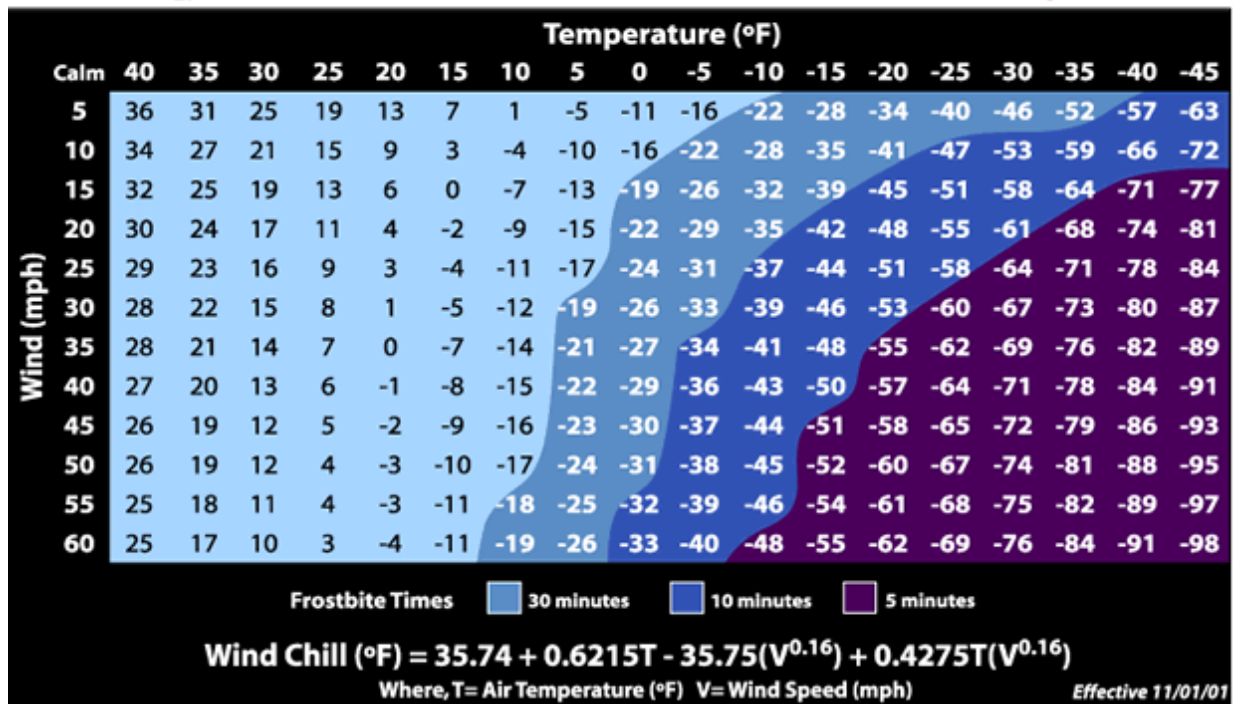 Temperature (ºF)
Calm 40 35 30 25 20 15 10 5 0 -5 -10 -15 -20 -25 -30 -35 -40 -45
5 36 31 25 19 13 7 1 -5 -11 -16 -22 -28 -34 -40 -46 -52 -57 -63
10 34 27 21 15 9 3 -4 -10 -16 -22 -28 -35 -41 -47 -53 -59 -66 -72
15 32 25 19 13 6 0 -7 -13 -19 -26 -32 -39 -45 -51 -58 -64 -71 -77
20 30 24 17 11 4 -2 -9 -15 -22 -29 -35 -42 -48 -55 -61 -68 -74 -81
25 29 23 16 9 3 -4 -11 -17 -24 -31 -37 -44 -51 -58 -64 -71 -78 -84
30 28 22 15 8 1 -5 -12 -19 -26 -33 -39 -46 -53 -60 -67 -73 -80 -87
35 28 21 14 7 0 -7 -14 -21 -27 -34 -41 -48 -55 -62 -69 -76 -82 -89
40 27 20 13 6 -1 -8 -15 -22 -29 -36 -43 -50 -57 -64 -71 -78 -84 -91
45 26 19 12 5 -2 -9 -16 -23 -30 -37 -44 -51 -58 -65 -72 -79 -86 -93
50 26 19 12 4 -3 -10 -17 -24 -31 -38 -45 -52 -60 -67 -74 -81 -88 -95
55 25 18 11 4 -3 -11 -18 -25 -32 -39 -46 -54 -61 -68 -75 -82 -89 -97
60 25 17 10 3 -4 -11 -19 -26 -33 -40 -48 -55 -62 -69 -76 -84 -91 -98
Wind (mph)
Frostbite Times 30 minutes 10 minutes 5 minutes
Wind Chill (ºF) = 35.74 + 0.6215T - 35.75(V^0.16) + 0.4275T(V^0.16)
Where, T= Air Temperature (ºF) V= Wind Speed (mph)
Effective 11/01/01